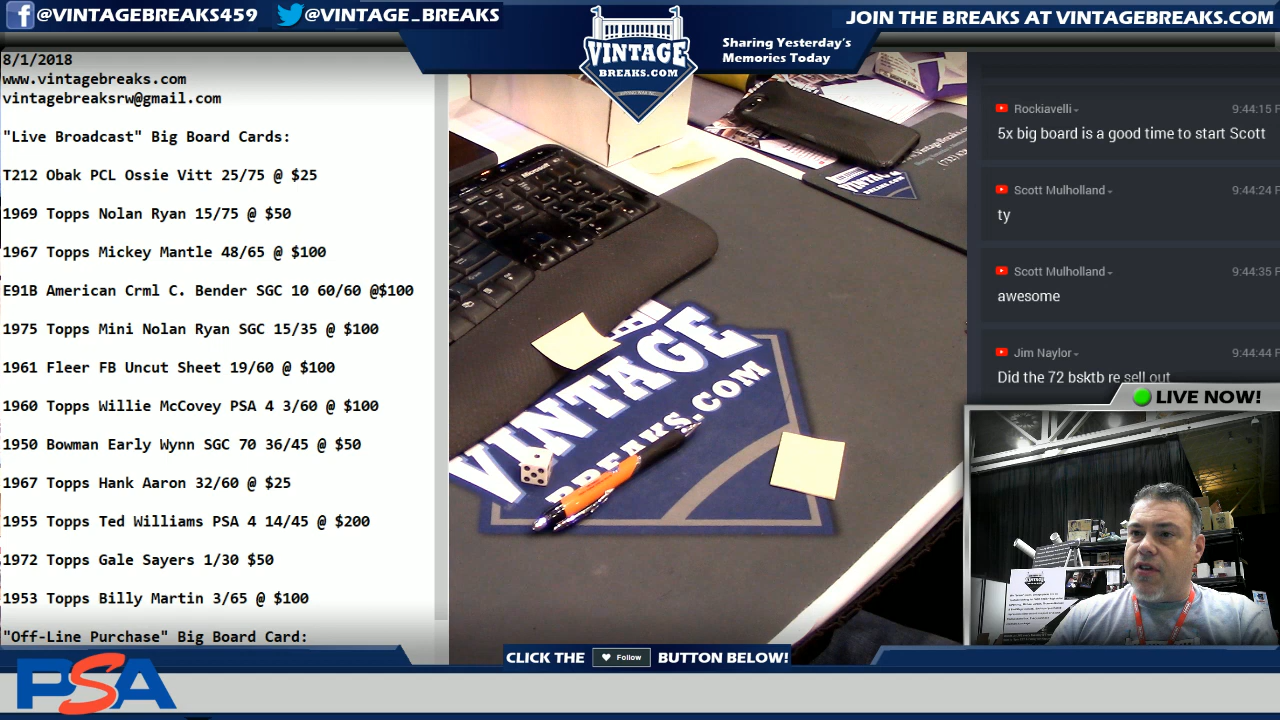 @VINTAGEBREAKS459
@VINTAGE_BREAKS
VINTAGE
BREAKS.COM
Sharing Yesterday's
Memories Today
JOIN THE BREAKS AT VINTAGEBREAKS.COM
8/1/2018
www.vintagebreaks.com
vintagebreaksrw@gmail.com
"Live Broadcast" Big Board Cards:
T212 Obak PCL Ossie Vitt 25/75 @ $25
1969 Topps Nolan Ryan 15/75 @ $50
1967 Topps Mickey Mantle 48/65 @ $100
E91B American Crml C. Bender SGC 10 60/60 @$100
1975 Topps Mini Nolan Ryan SGC 15/35 @ $100
1961 Fleer FB Uncut Sheet 19/60 @ $100
1960 Topps Willie McCovey PSA 4 3/60 @ $100
1950 Bowman Early Wynn SGC 70 36/45 @ $50
1967 Topps Hank Aaron 32/60 @ $25
1955 Topps Ted Williams PSA 4 14/45 @ $200
1972 Topps Gale Sayers 1/30 $50
1953 Topps Billy Martin 3/65 @ $100
"Off-Line Purchase" Big Board Card:
Microsoft
VINTAGE
BREAKS.COM
Rockiavelli
9:44:15
5x big board is a good time to start Scott
Scott Mulholland
9:44:24
ty
Scott Mulholland
9:44:35
awesome
Jim Naylor
9:44:44
Did the 72 bsktb re sell out
LIVE NOW!
VINTAGE
PSA
CLICK THE
Follow
BUTTON BELOW!